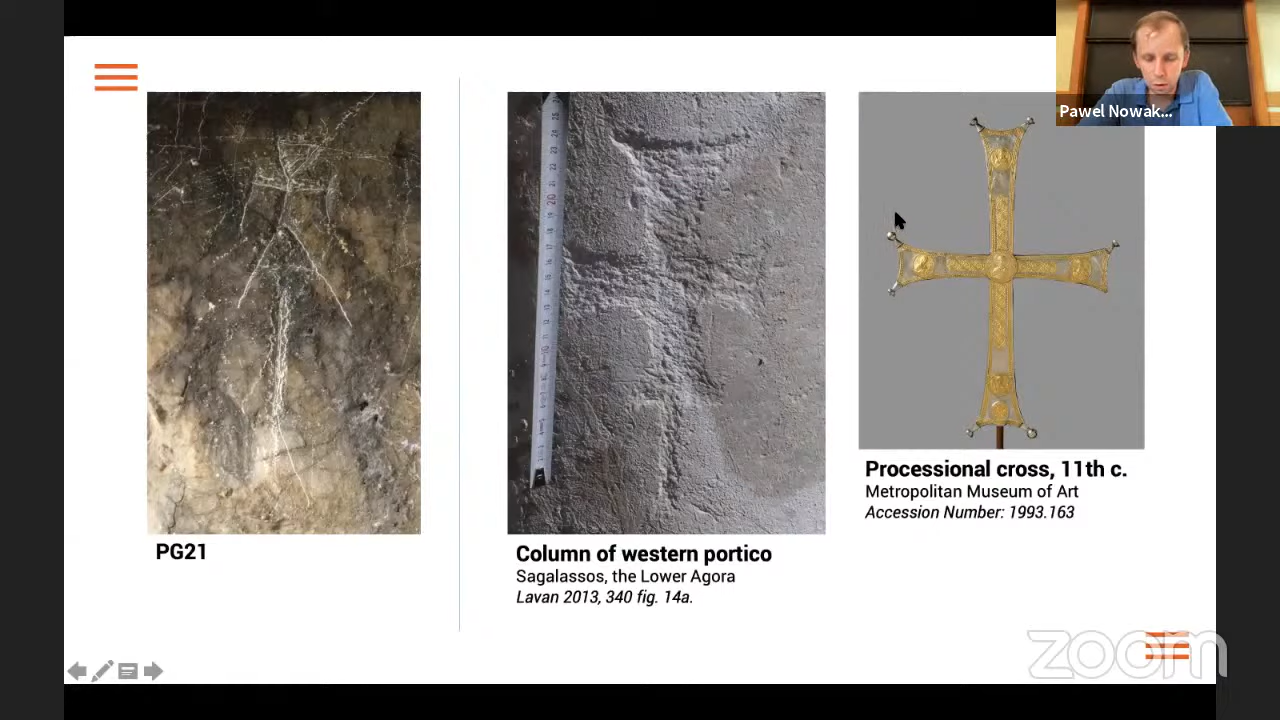 Pawel Nowak...
PG21
Column of western portico
Sagalassos, the Lower Agora
Lavan 2013, 340 fig. 14a.
Processional cross, 11th c.
Metropolitan Museum of Art
Accession Number: 1993.163
zoom